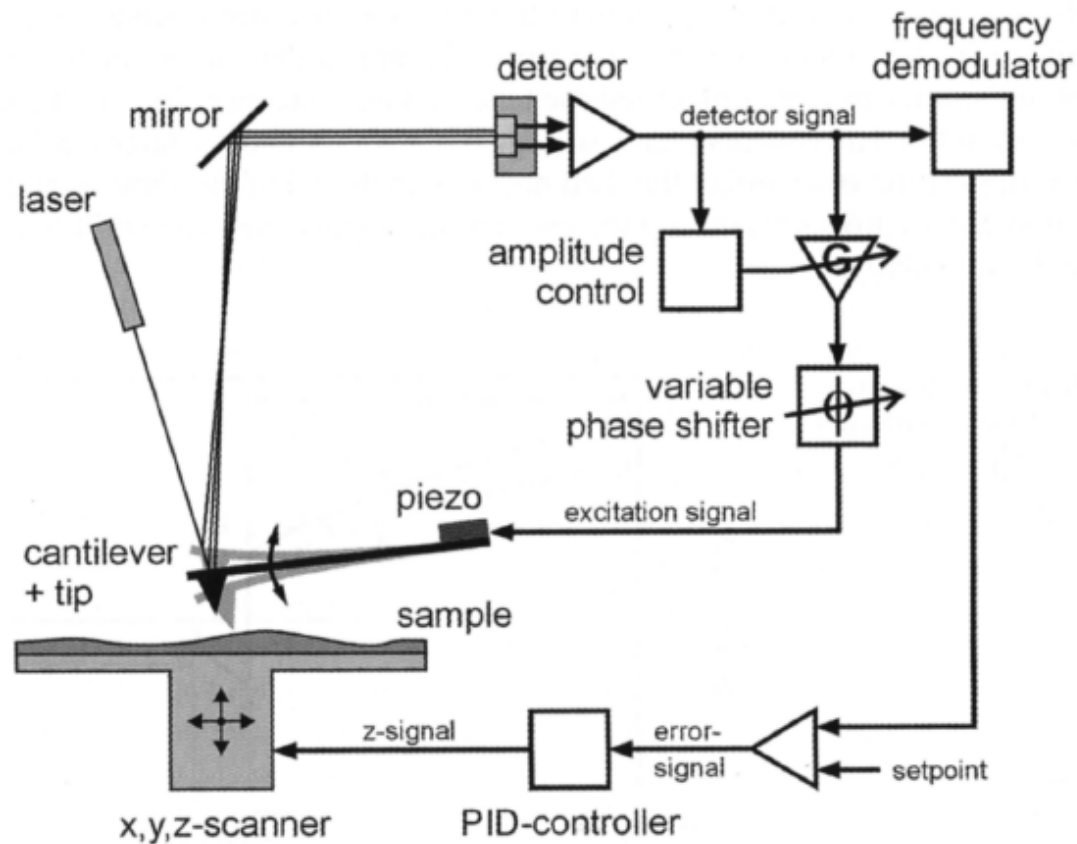 frequency
demodulator
detector
mirror
detector signal
laser
amplitude
control
G
variable
phase shifter
piezo
excitation signal
cantilever
+ tip
sample
z-signal
error-
signal
setpoint
x,y,z-scanner
PID-controller